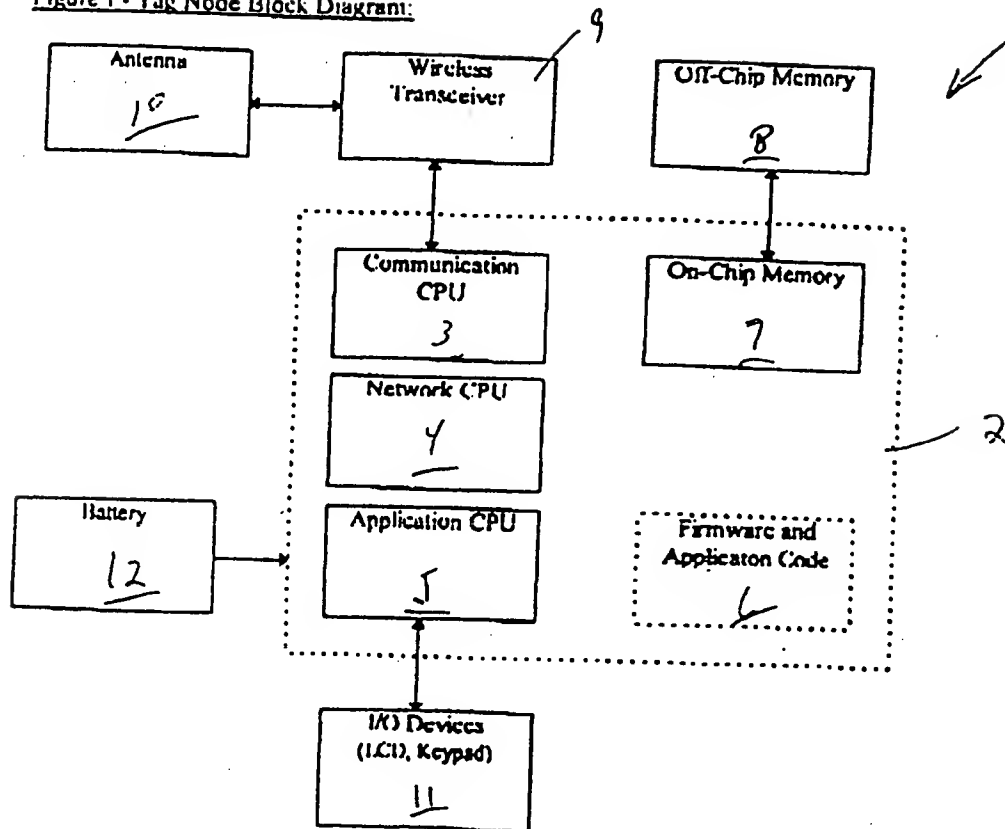 Figure 1 - Tag Node Block Diagram:
9
Antenna
10
Wireless
Transceiver
Off-Chip Memory
8
Communication
CPU
3
On-Chip Memory
7
Network CPU
4
2
Battery
12
Application CPU
5
Firmware and
Applicaton Code
6
I/O Devices
(LCD, Keypad)
11